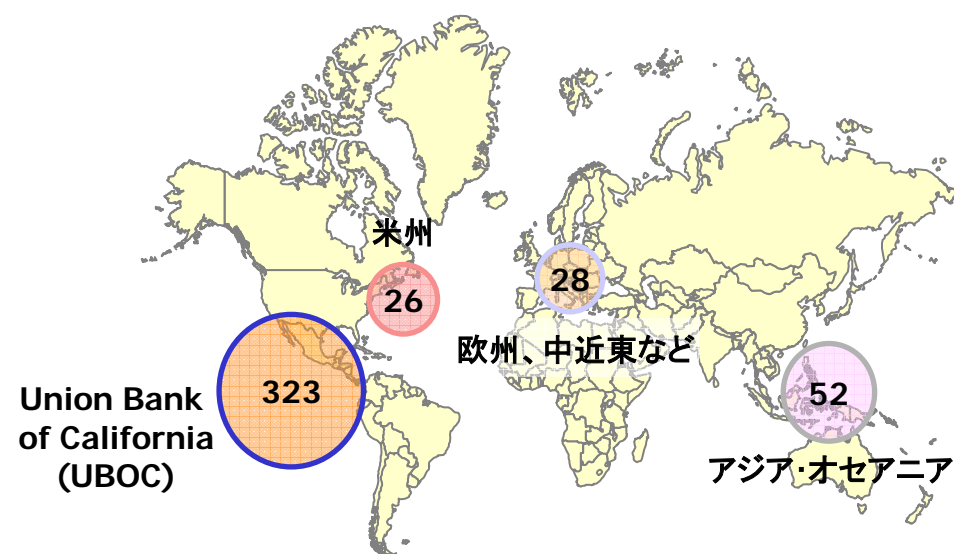 米州
26
28
欧州、中近東など
323
Union Bank
of California
(UBOC)
52
アジア･オセアニア